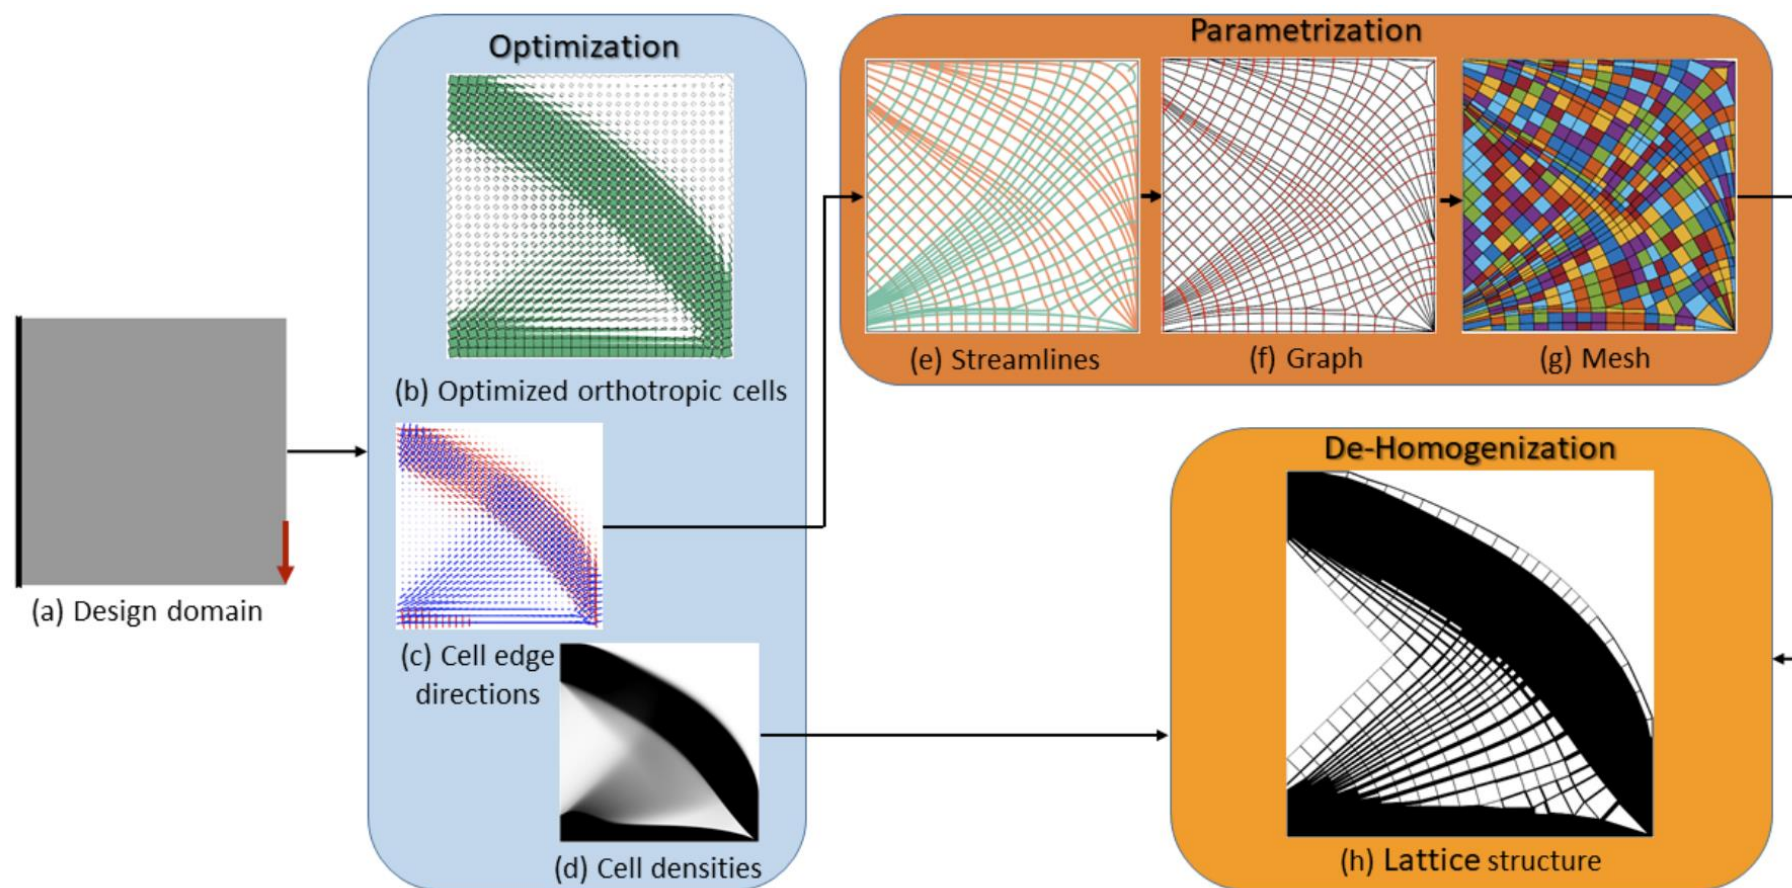 (a) Design domain
Optimization
(b) Optimized orthotropic cells
(c) Cell edge
directions
(d) Cell densities
Parametrization
(e) Streamlines
(f) Graph
(g) Mesh
De-Homogenization
(h) Lattice structure